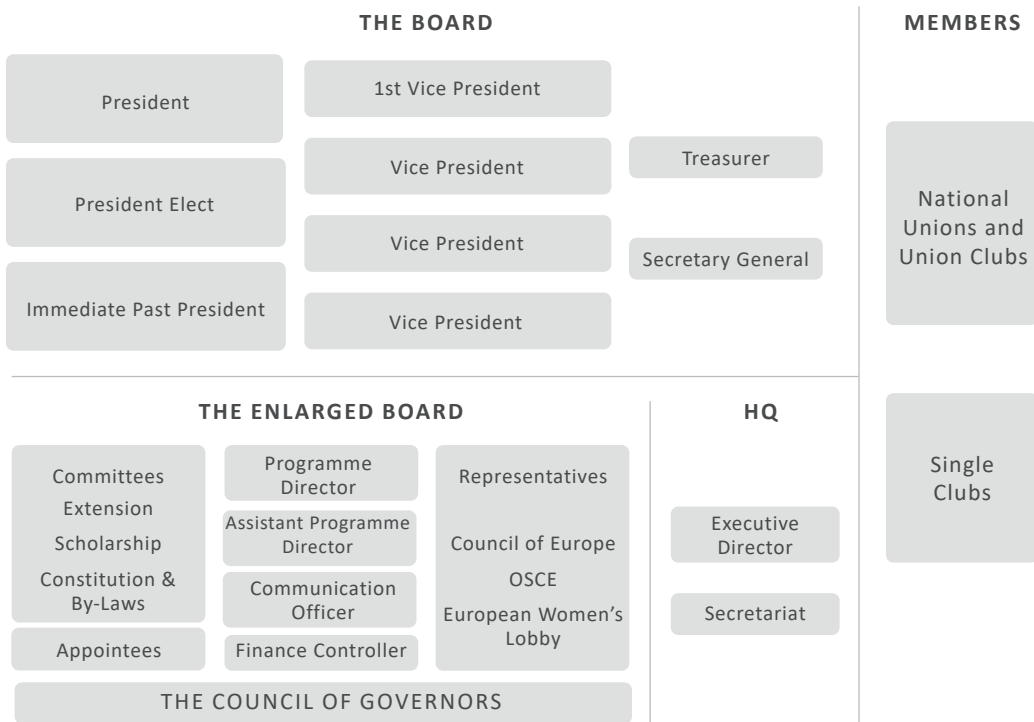 THE BOARD
President
President Elect
Immediate Past President
1st Vice President
Vice President
Vice President
Vice President
Treasurer
Secretary General
MEMBERS
National
Unions and
Union Clubs
Single
Clubs
THE ENLARGED BOARD
Committees
Extension
Scholarship
Constitution &
By-Laws
Appointees
Programme
Director
Assistant Programme
Director
Communication
Officer
Finance Controller
Representatives
Council of Europe
OSCE
European Women’s
Lobby
THE COUNCIL OF GOVERNORS
HQ
Executive
Director
Secretariat